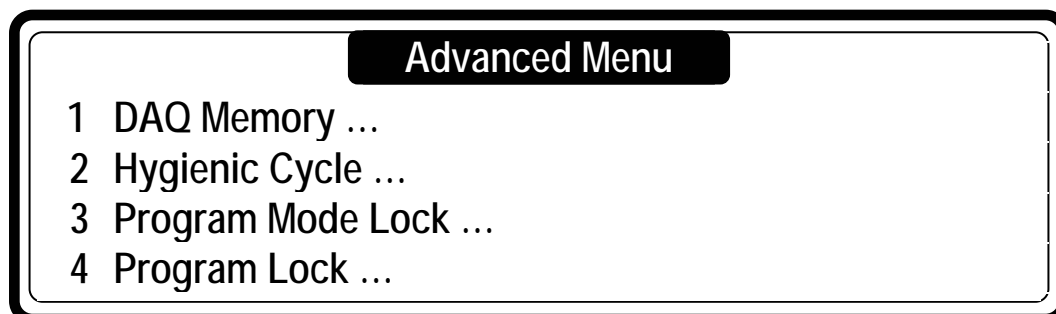 Advanced Menu
1 DAQ Memory …
2 Hygienic Cycle …
3 Program Mode Lock …
4 Program Lock …